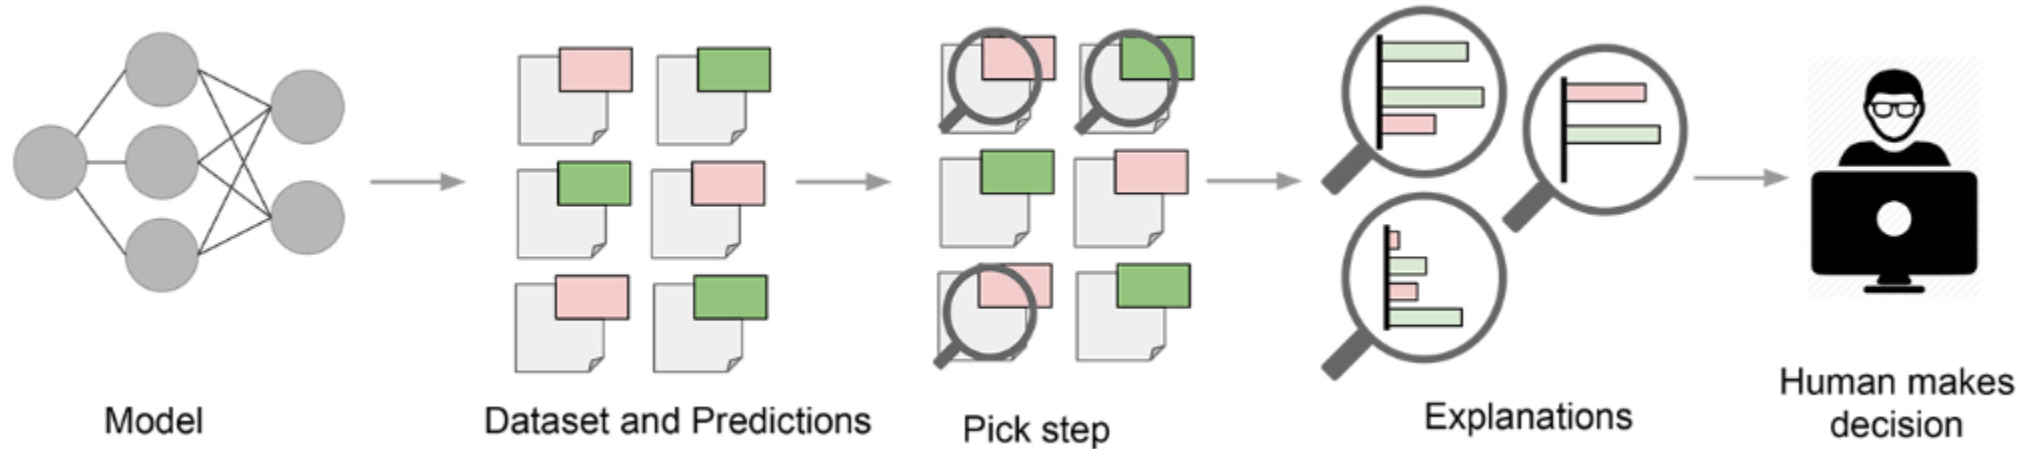 Model
Dataset and Predictions
Pick step
Explanations
Human makes
decision